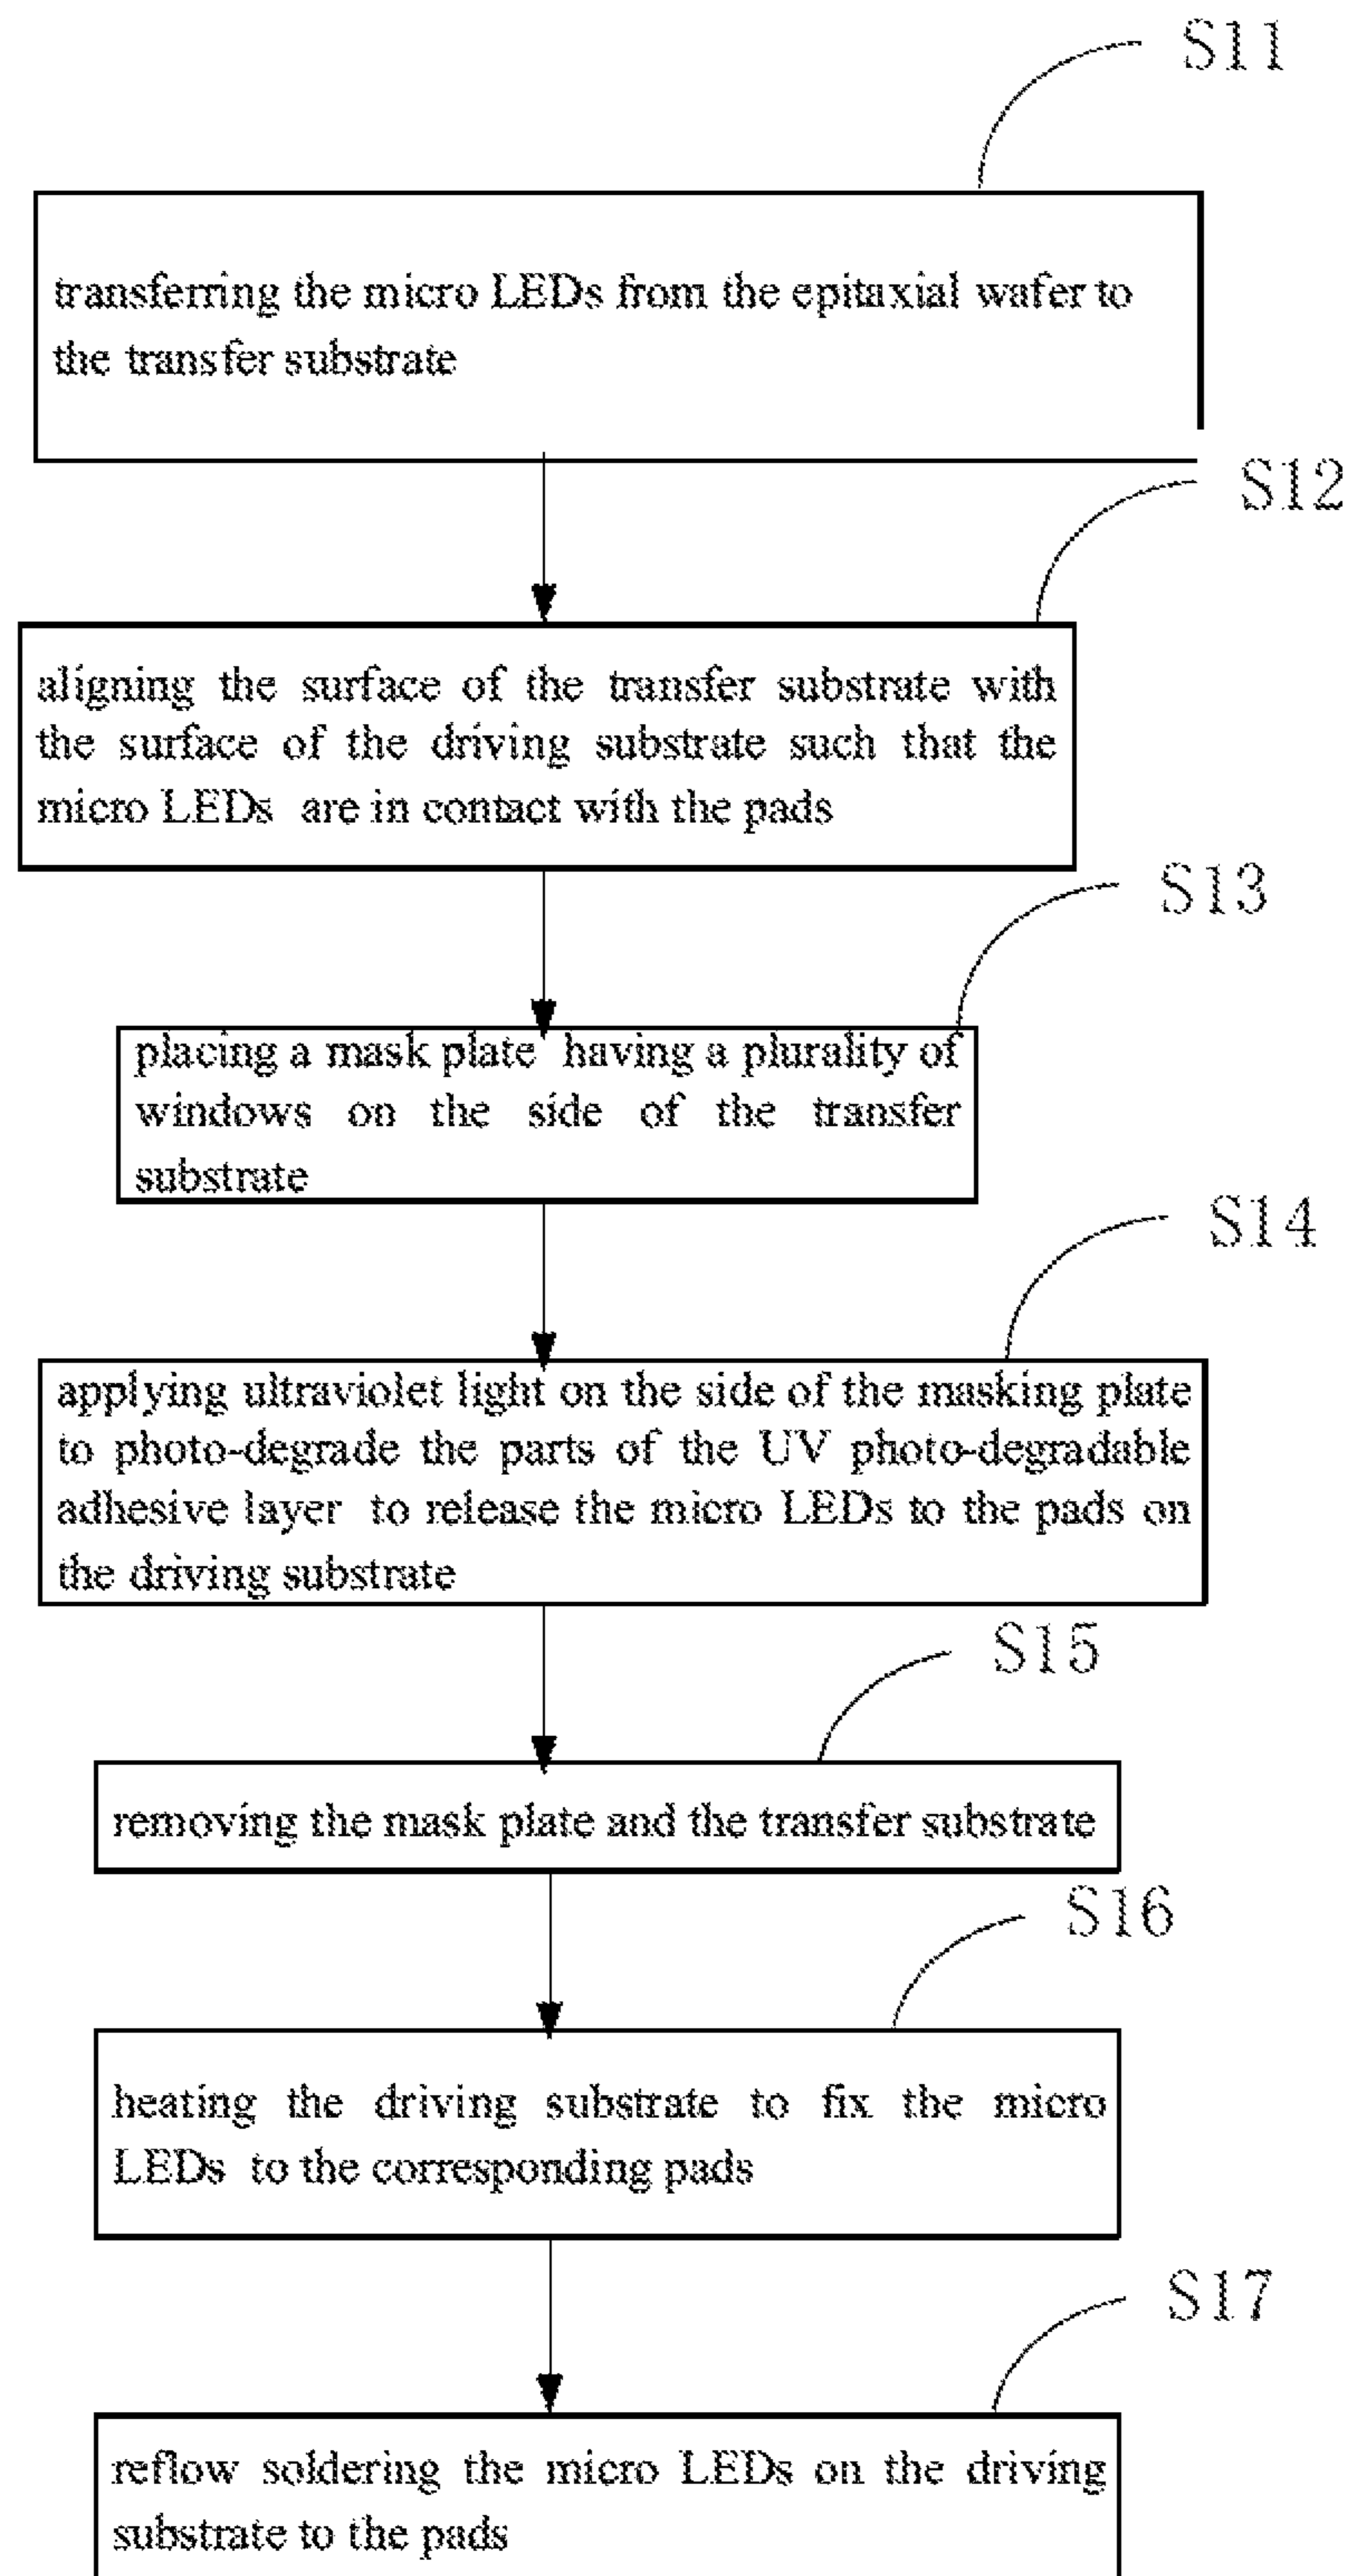 S11
transferring the micro LEDs from the epitaxial wafer to
the transfer substrate
S12
aligning the surface of the transfer substrate with
the surface of the driving substrate such that the
micro LEDs are in contact with the pads
S13
placing a mask plate having a plurality of
windows on the side of the transfer
substrate
S14
applying ultraviolet light on the side of the masking plate
to photo-degrade the parts of the UV photo-degradable
adhesive layer to release the micro LEDs to the pads on
the driving substrate
S15
removing the mask plate and the transfer substrate
S16
heating the driving substrate to fix the micro
LEDs to the corresponding pads
S17
reflow soldering the micro LEDs on the driving
substrate to the pads